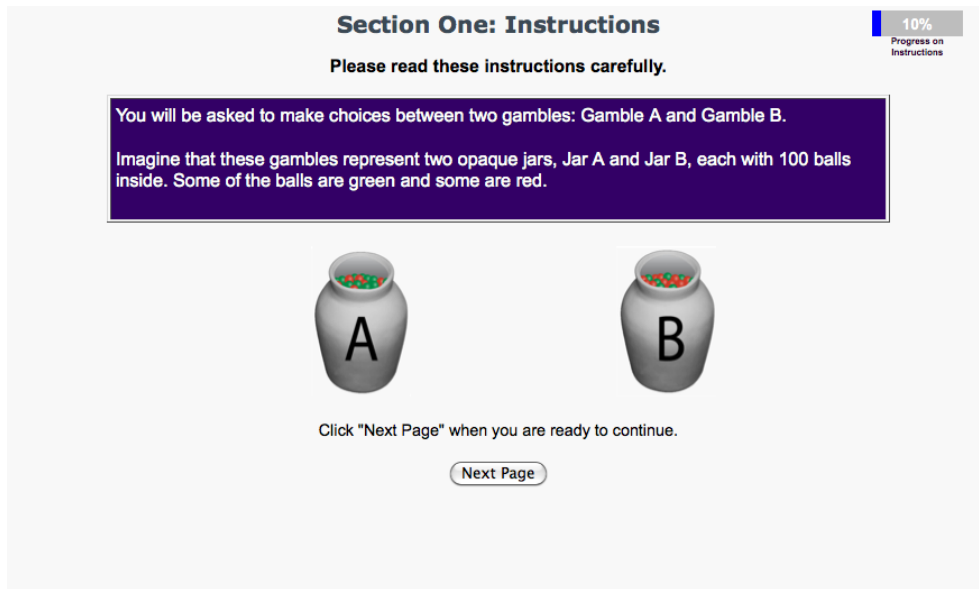 Section One: Instructions
10%
Progress on
Instructions
Please read these instructions carefully.
You will be asked to make choices between two gambles: Gamble A and Gamble B.
Imagine that these gambles represent two opaque jars, Jar A and Jar B, each with 100 balls
inside. Some of the balls are green and some are red.
A
B
Click "Next Page" when you are ready to continue.
Next Page